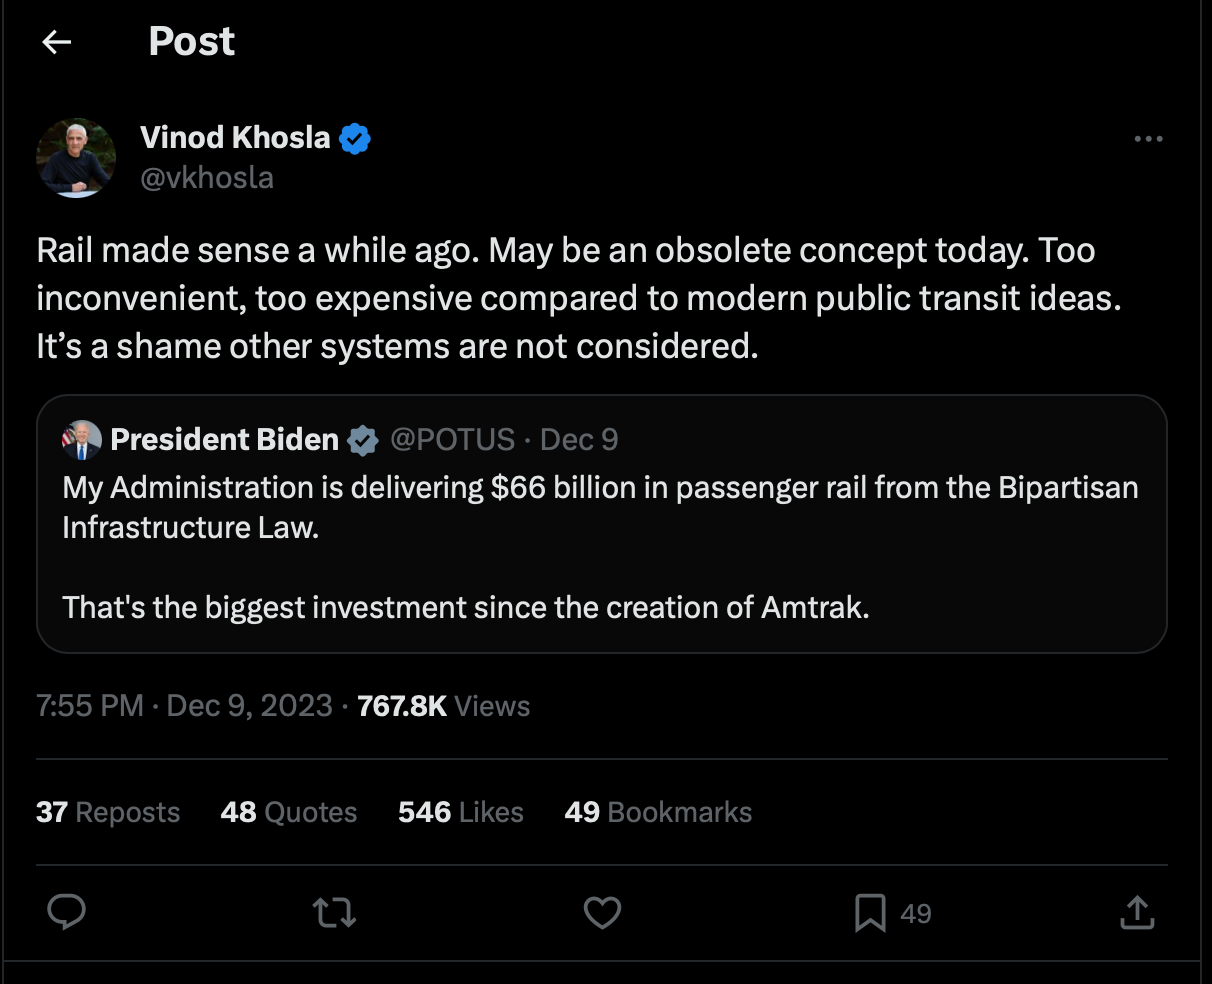 Post
Vinod Khosla
@vkhosla
Rail made sense a while ago. May be an obsolete concept today. Too
inconvenient, too expensive compared to modern public transit ideas.
It’s a shame other systems are not considered.
President Biden @POTUS · Dec 9
My Administration is delivering $66 billion in passenger rail from the Bipartisan
Infrastructure Law.
That's the biggest investment since the creation of Amtrak.
7:55 PM · Dec 9, 2023 · 767.8K Views
37 Reposts 48 Quotes 546 Likes 49 Bookmarks
49